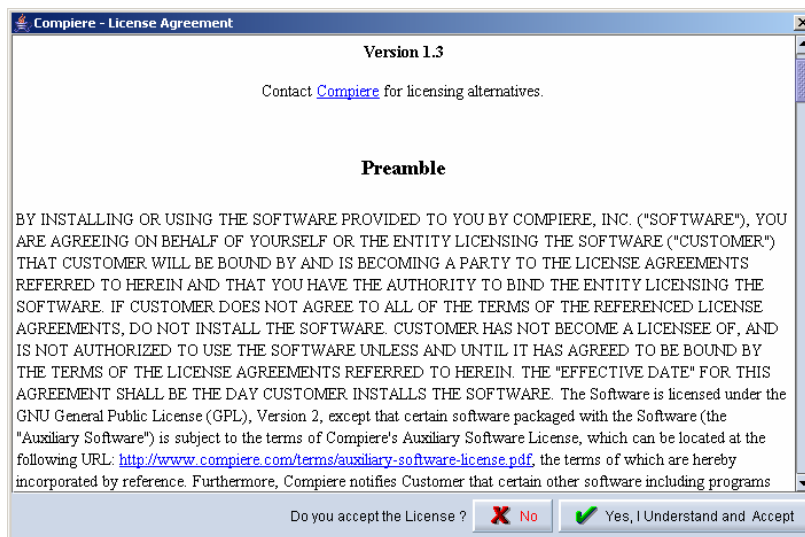 Compiere - License Agreement
Version 1.3
Contact Compiere for licensing alternatives.
Preamble
BY INSTALLING OR USING THE SOFTWARE PROVIDED TO YOU BY COMPIERE, INC. ("SOFTWARE"), YOU
ARE AGREEING ON BEHALF OF YOURSELF OR THE ENTITY LICENSING THE SOFTWARE ("CUSTOMER")
THAT CUSTOMER WILL BE BOUND BY AND IS BECOMING A PARTY TO THE LICENSE AGREEMENTS
REFERRED TO HEREIN AND THAT YOU HAVE THE AUTHORITY TO BIND THE ENTITY LICENSING THE
SOFTWARE. IF CUSTOMER DOES NOT AGREE TO ALL OF THE TERMS OF THE REFERENCED LICENSE
AGREEMENTS, DO NOT INSTALL THE SOFTWARE. CUSTOMER HAS NOT BECOME A LICENSEE OF, AND
IS NOT AUTHORIZED TO USE THE SOFTWARE UNLESS AND UNTIL IT HAS AGREED TO BE BOUND BY
THE TERMS OF THE LICENSE AGREEMENTS REFERRED TO HEREIN. THE "EFFECTIVE DATE" FOR THIS
AGREEMENT SHALL BE THE DAY CUSTOMER INSTALLS THE SOFTWARE. The Software is licensed under the
GNU General Public License (GPL), Version 2, except that certain software packaged with the Software (the
"Auxiliary Software") is subject to the terms of Compiere's Auxiliary Software License, which can be located at the
following URL: http://www.compiere.com/terms/auxiliary-software-license.pdf, the terms of which are hereby
incorporated by reference. Furthermore, Compiere notifies Customer that certain other software including programs
Do you accept the License ? No Yes, I Understand and Accept